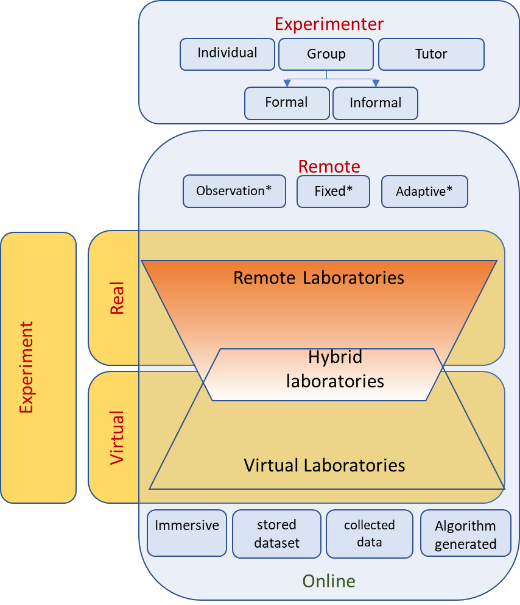 Experimenter
Individual
Group
Tutor
Formal
Informal
Remote
Observation*
Fixed*
Adaptive*
Experiment
Real
Remote Laboratories
Hybrid
laboratories
Virtual
Virtual Laboratories
Immersive
stored
dataset
collected
data
Algorithm
generated
Online